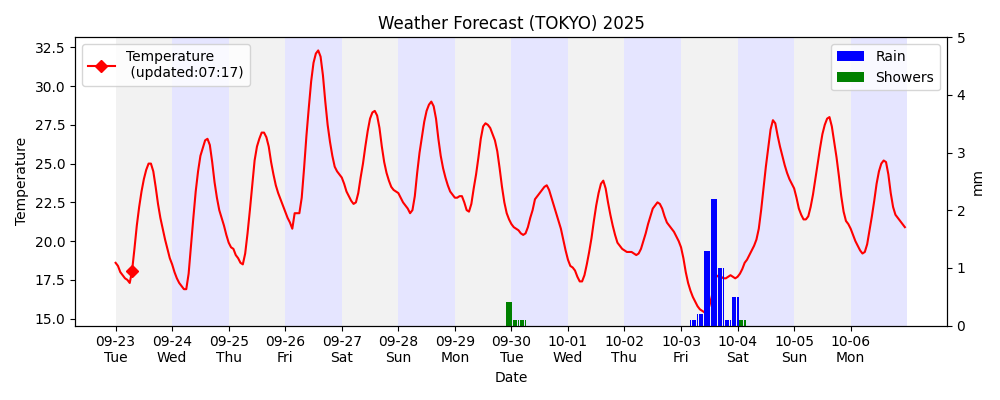 Weather Forecast (TOKYO) 2025
Temperature
(updated:07:17)
Rain
Showers
Temperature
32.5
30.0
27.5
25.0
22.5
20.0
17.5
15.0
5
4
3
2
1
0
mm
09-23 09-24 09-25 09-26 09-27 09-28 09-29 09-30 10-01 10-02 10-03 10-04 10-05 10-06
Tue Wed Thu Fri Sat Sun Mon Tue Wed Thu Fri Sat Sun Mon
Date